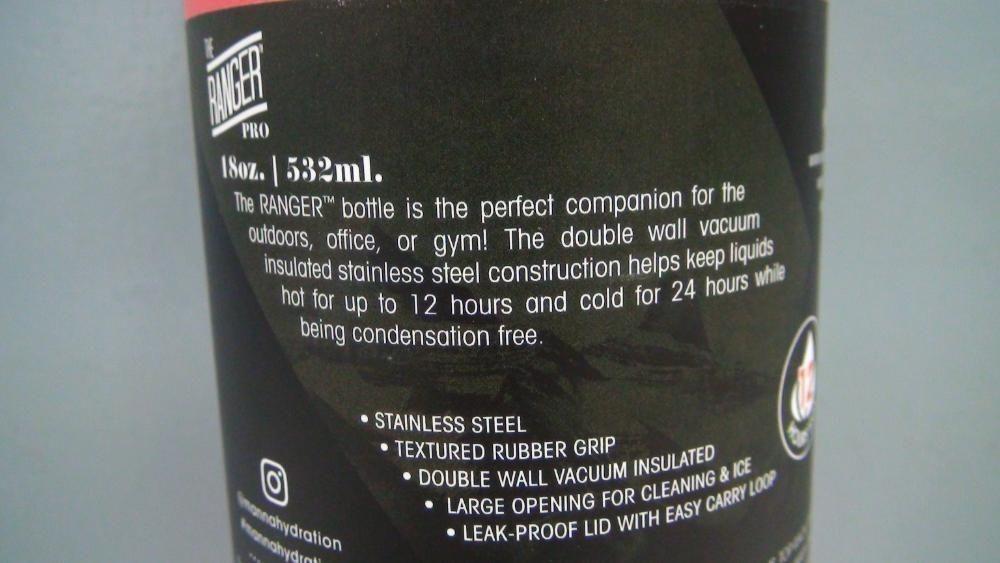 THE
RANGER
PRO
18oz. | 532ml.
The RANGER™ bottle is the perfect companion for the
outdoors, office, or gym! The double wall vacuum
insulated stainless steel construction helps keep liquids
hot for up to 12 hours and cold for 24 hours while
being condensation free.
• STAINLESS STEEL
• TEXTURED RUBBER GRIP
• DOUBLE WALL VACUUM INSULATED
• LARGE OPENING FOR CLEANING & ICE
• LEAK-PROOF LID WITH EASY CARRY LOOP
@mannahydration
12